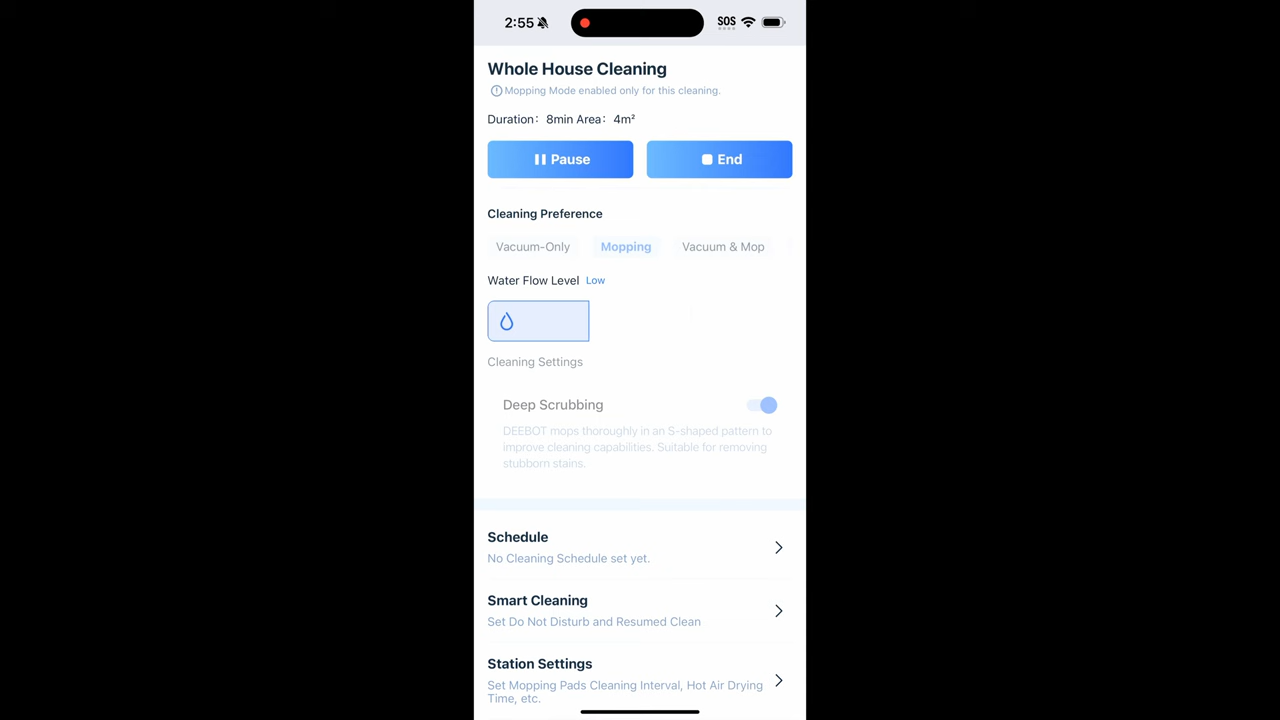 2:55
SOS
Whole House Cleaning
Mopping Mode enabled only for this cleaning.
Duration: 8min Area: 4m²
Pause
End
Cleaning Preference
Vacuum-Only
Mopping
Vacuum & Mop
Water Flow Level Low
Cleaning Settings
Deep Scrubbing
DEEBOT mops thoroughly in an S-shaped pattern to
improve cleaning capabilities. Suitable for removing
stubborn stains.
Schedule
No Cleaning Schedule set yet.
Smart Cleaning
Set Do Not Disturb and Resumed Clean
Station Settings
Set Mopping Pads Cleaning Interval, Hot Air Drying
Time, etc.